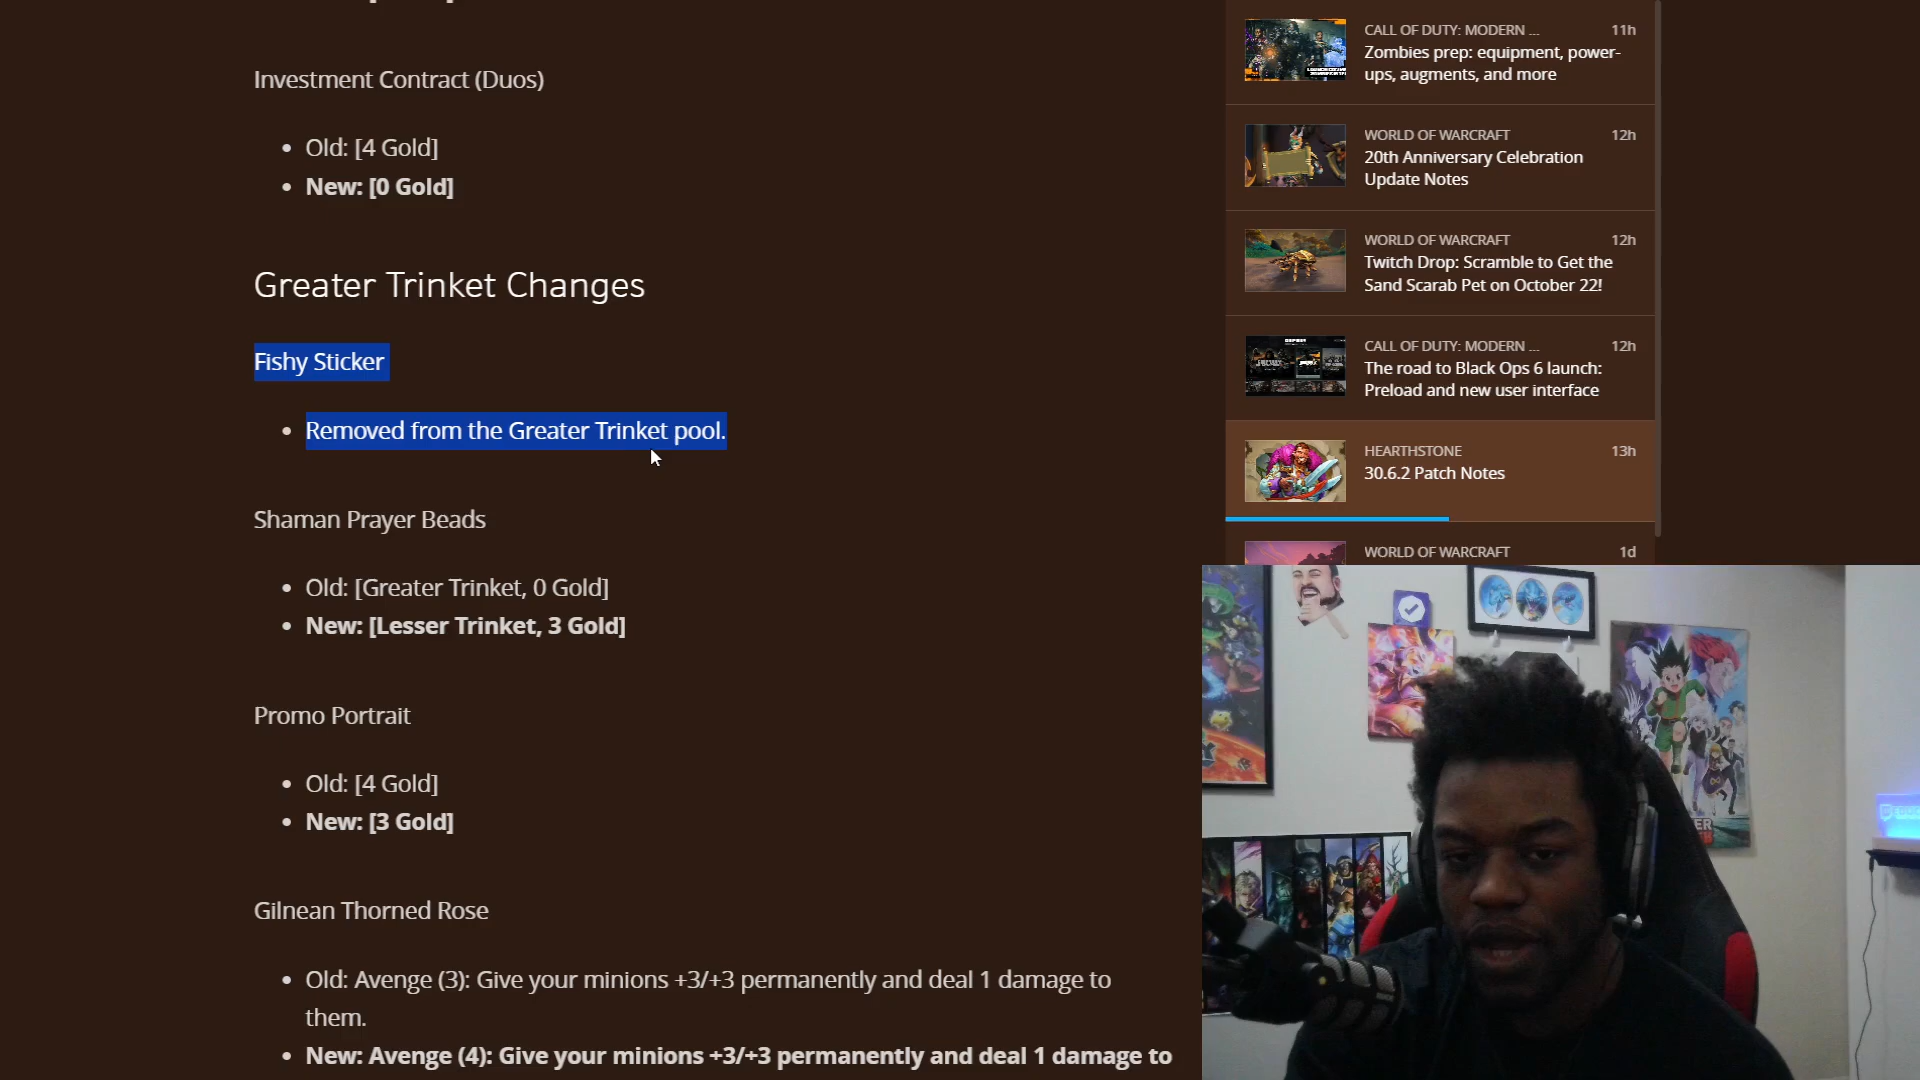 Investment Contract (Duos)
Old: [4 Gold]
New: [0 Gold]
Greater Trinket Changes
Fishy Sticker
Removed from the Greater Trinket pool.
Shaman Prayer Beads
Old: [Greater Trinket, 0 Gold]
New: [Lesser Trinket, 3 Gold]
Promo Portrait
Old: [4 Gold]
New: [3 Gold]
Gilnean Thorned Rose
Old: Avenge (3): Give your minions +3/+3 permanently and deal 1 damage to
them.
New: Avenge (4): Give your minions +3/+3 permanently and deal 1 damage to
CALL OF DUTY: MODERN ... 11h
Zombies prep: equipment, power-
ups, augments, and more
WORLD OF WARCRAFT 12h
20th Anniversary Celebration
Update Notes
WORLD OF WARCRAFT 12h
Twitch Drop: Scramble to Get the
Sand Scarab Pet on October 22!
CALL OF DUTY: MODERN ... 12h
The road to Black Ops 6 launch:
Preload and new user interface
HEARTHSTONE 13h
30.6.2 Patch Notes
WORLD OF WARCRAFT 1d